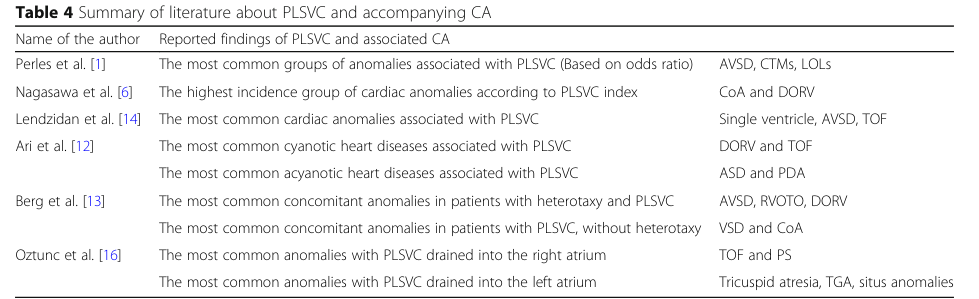 Table 4 Summary of literature about PLSVC and accompanying CA
Name of the author Reported findings of PLSVC and associated CA
Perles et al. [1] The most common groups of anomalies associated with PLSVC (Based on odds ratio) AVSD, CTMs, LOLs
Nagasawa et al. [6] The highest incidence group of cardiac anomalies according to PLSVC index CoA and DORV
Lendzidan et al. [14] The most common cardiac anomalies associated with PLSVC Single ventricle, AVSD, TOF
Ari et al. [12] The most common cyanotic heart diseases associated with PLSVC DORV and TOF
The most common acyanotic heart diseases associated with PLSVC ASD and PDA
Berg et al. [13] The most common concomitant anomalies in patients with heterotaxy and PLSVC AVSD, RVOTO, DORV
The most common concomitant anomalies in patients with PLSVC, without heterotaxy VSD and CoA
Oztunc et al. [16] The most common anomalies with PLSVC drained into the right atrium TOF and PS
The most common anomalies with PLSVC drained into the left atrium Tricuspid atresia, TGA, situs anomalies